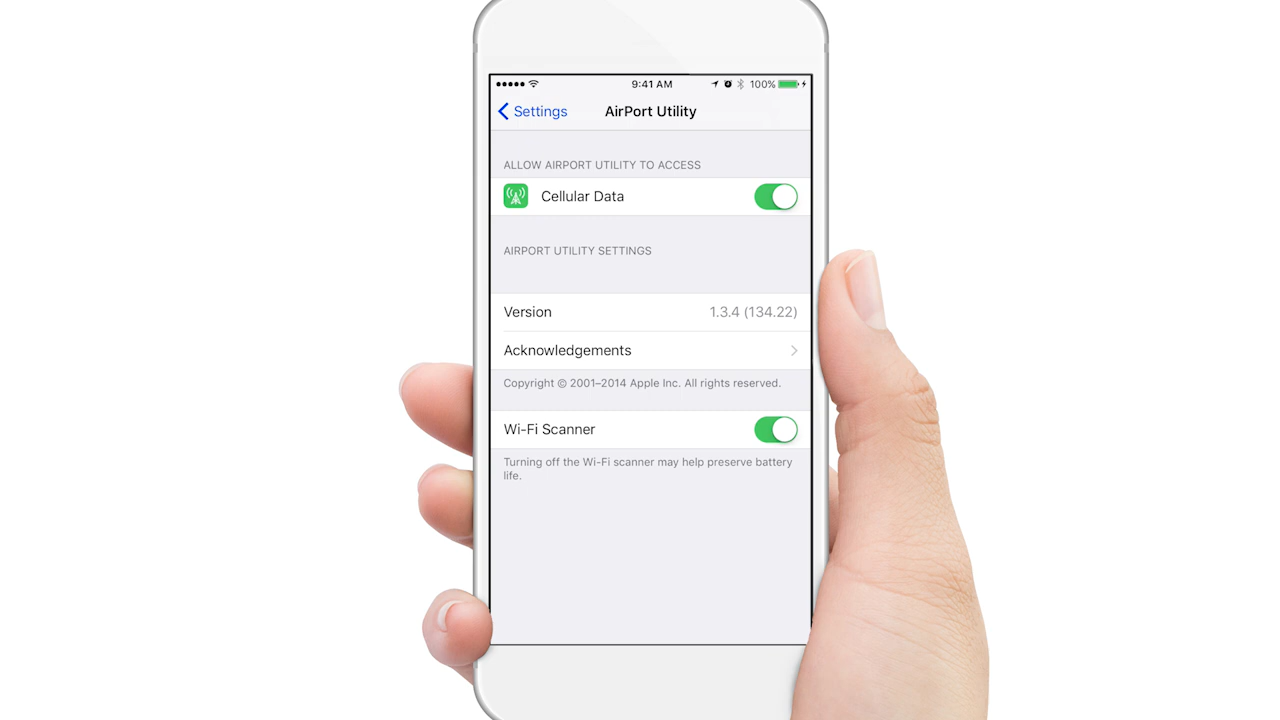 9:41 AM 100%
Settings AirPort Utility
ALLOW AIRPORT UTILITY TO ACCESS
Cellular Data
AIRPORT UTILITY SETTINGS
Version 1.3.4 (134.22)
Acknowledgements
Copyright © 2001–2014 Apple Inc. All rights reserved.
Wi-Fi Scanner
Turning off the Wi-Fi scanner may help preserve battery
life.